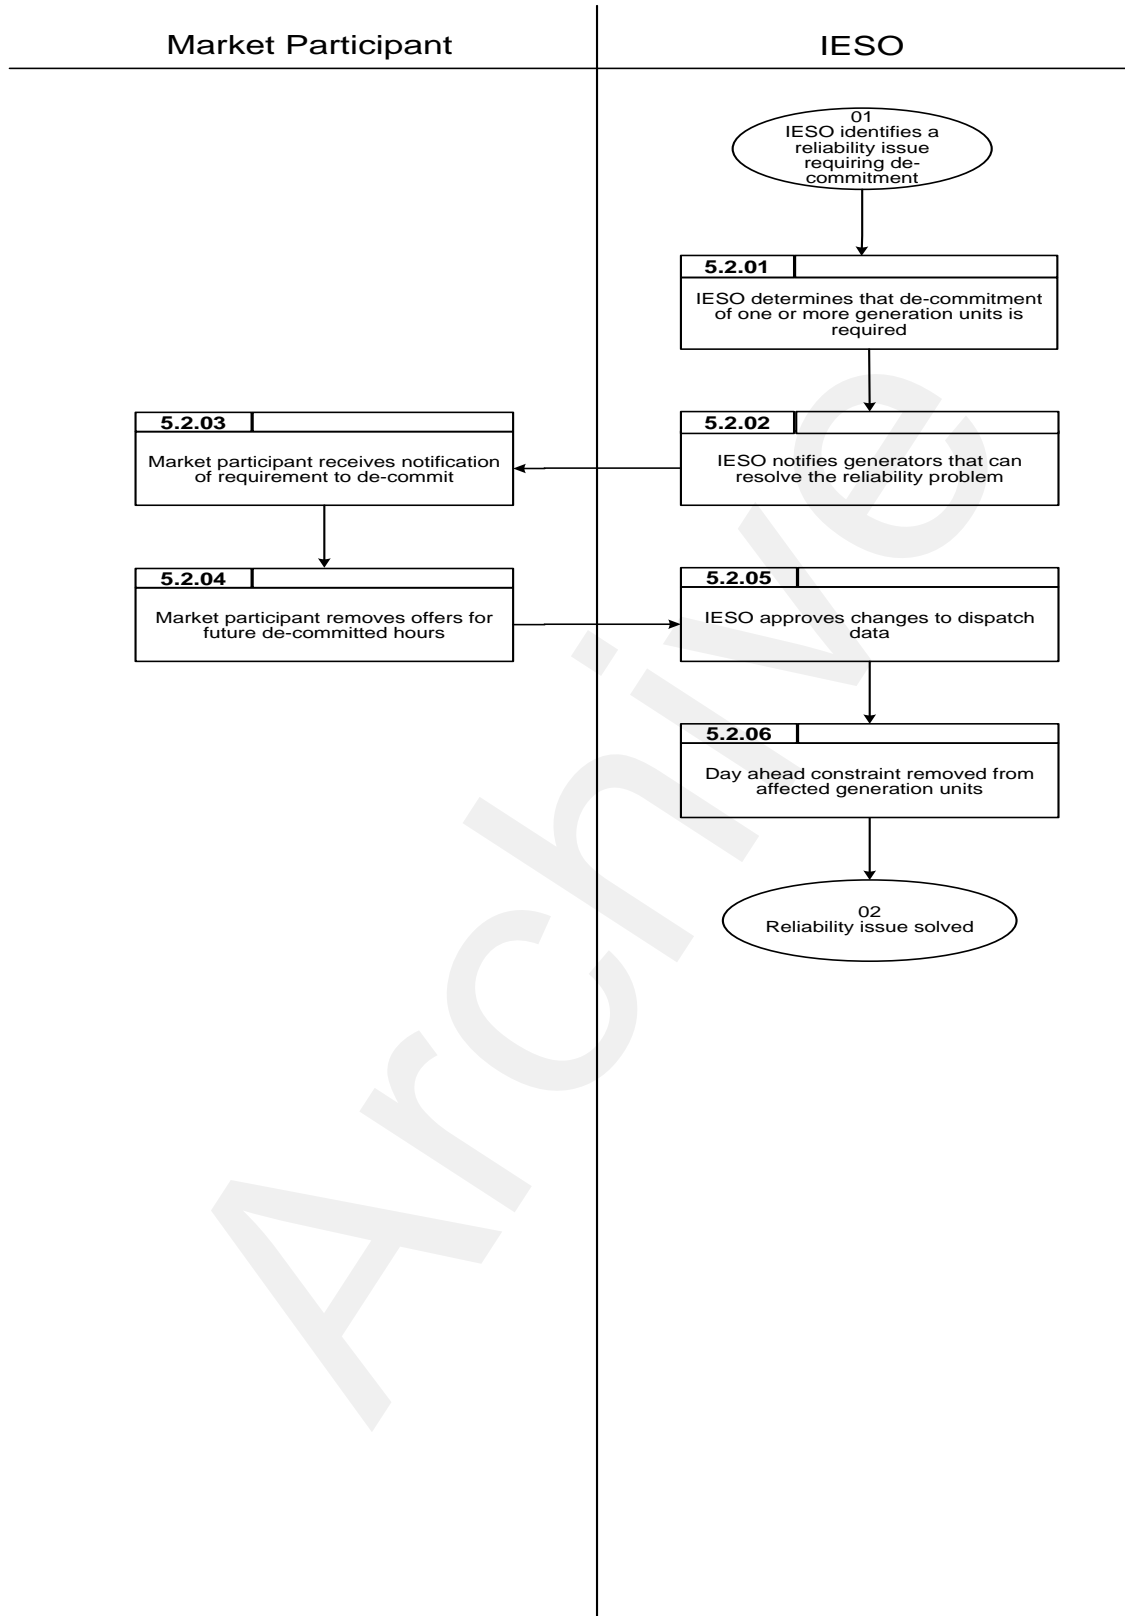 Market Participant
IESO
01
IESO identifies a
reliability issue
requiring de-
commitment
5.2.01
IESO determines that de-commitment
of one or more generation units is
required
5.2.02
IESO notifies generators that can
resolve the reliability problem
5.2.03
Market participant receives notification
of requirement to de-commit
5.2.04
Market participant removes offers for
future de-committed hours
5.2.05
IESO approves changes to dispatch
data
5.2.06
Day ahead constraint removed from
affected generation units
02
Reliability issue solved
Archive